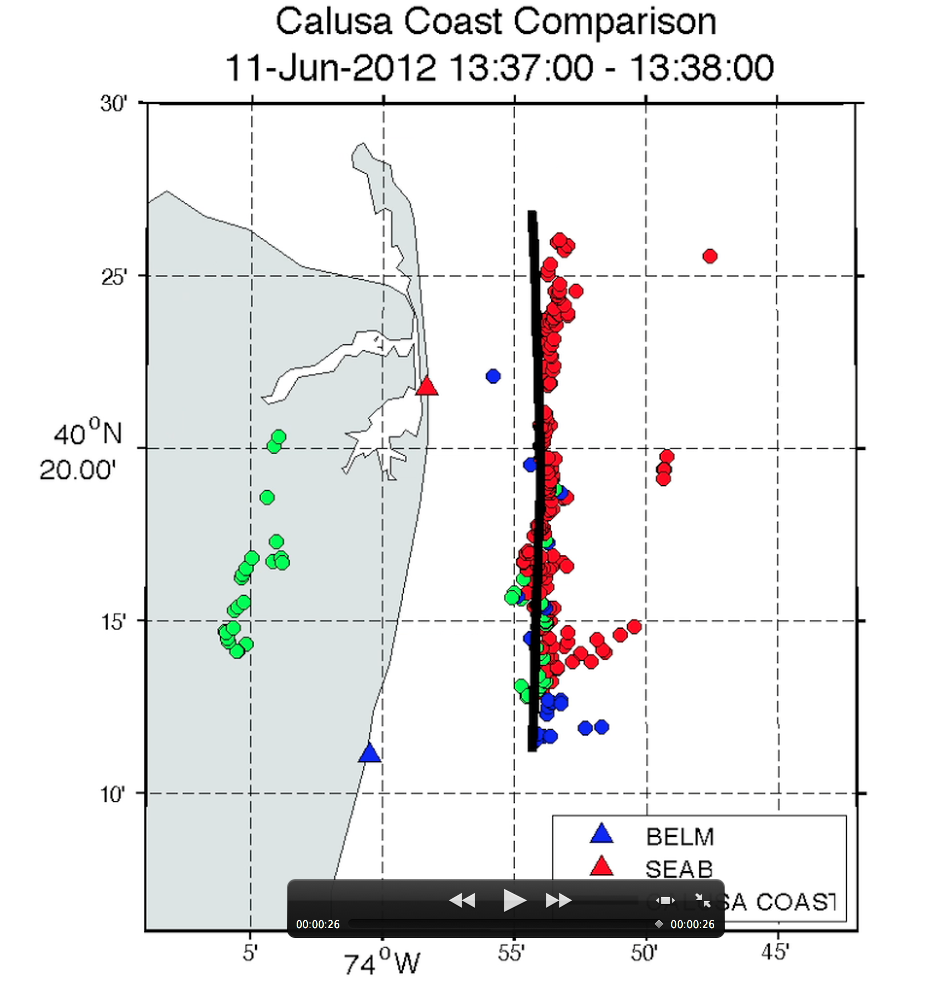 Calusa Coast Comparison
11-Jun-2012 13:37:00 - 13:38:00
30'
25'
40°N
20.00'
15'
10'
BELM
SEAB
COAST
00:00:26 00:00:26
5' 74°W 55' 50' 45'